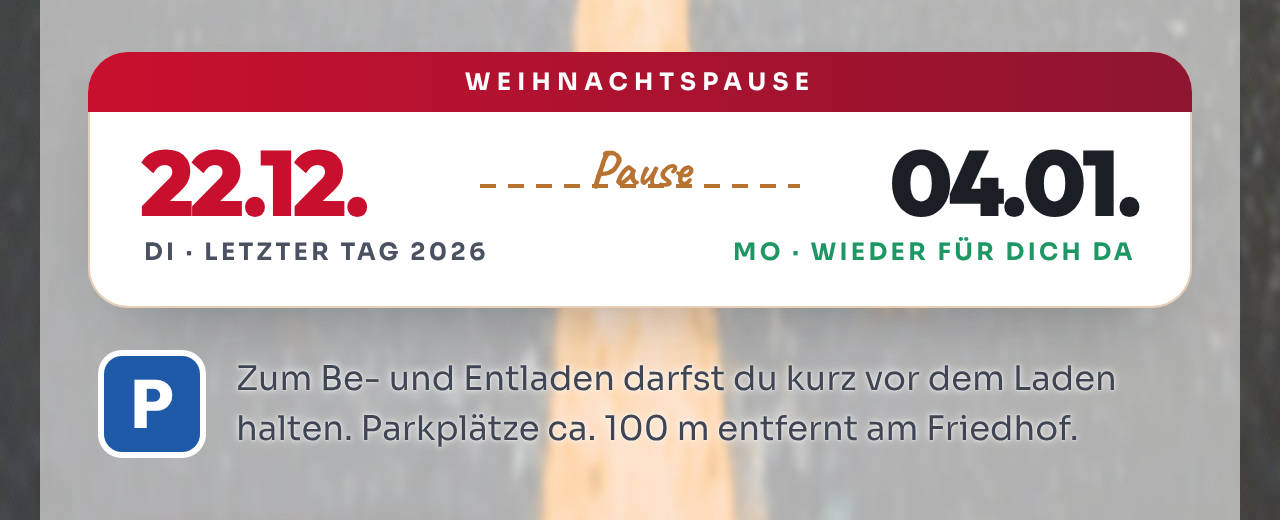 WEIHNACHTSPAUSE
22.12. Pause 04.01.
DI · LETZTER TAG 2026 MO · WIEDER FÜR DICH DA
P Zum Be- und Entladen darfst du kurz vor dem Laden
halten. Parkplätze ca. 100 m entfernt am Friedhof.